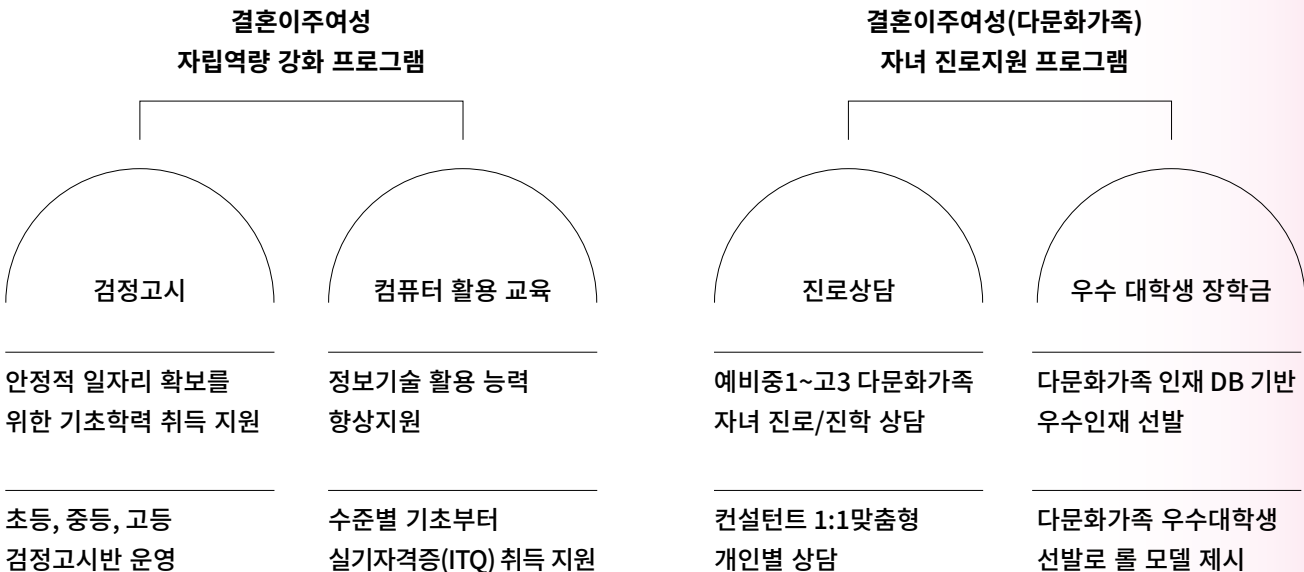 결혼이주여성
자립역량 강화 프로그램
검정고시
안정적 일자리 확보를
위한 기초학력 취득 지원
초등, 중등, 고등
검정고시반 운영
컴퓨터 활용 교육
정보기술 활용 능력
향상지원
수준별 기초부터
실기자격증(ITQ) 취득 지원
결혼이주여성(다문화가족)
자녀 진로지원 프로그램
진로상담
예비중1~고3 다문화가족
자녀 진로/진학 상담
컨설턴트 1:1맞춤형
개인별 상담
우수 대학생 장학금
다문화가족 인재 DB 기반
우수인재 선발
다문화가족 우수대학생
선발로 롤 모델 제시